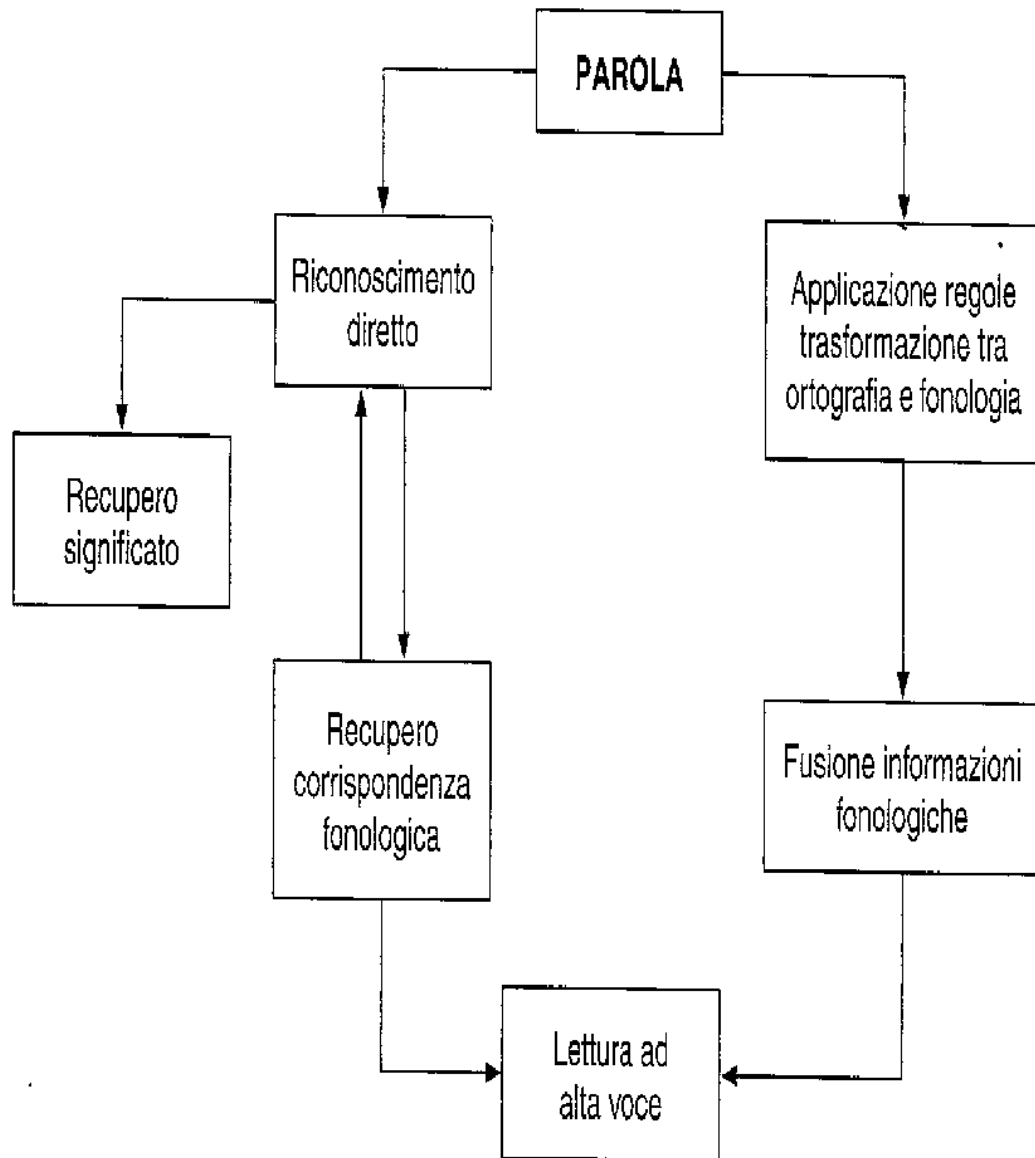 PAROLA
Riconoscimento
diretto
Applicazione regole
trasformazione tra
ortografia e fonologia
Recupero
significato
Recupero
corrispondenza
fonologica
Fusione informazioni
fonologiche
Lettura ad
alta voce